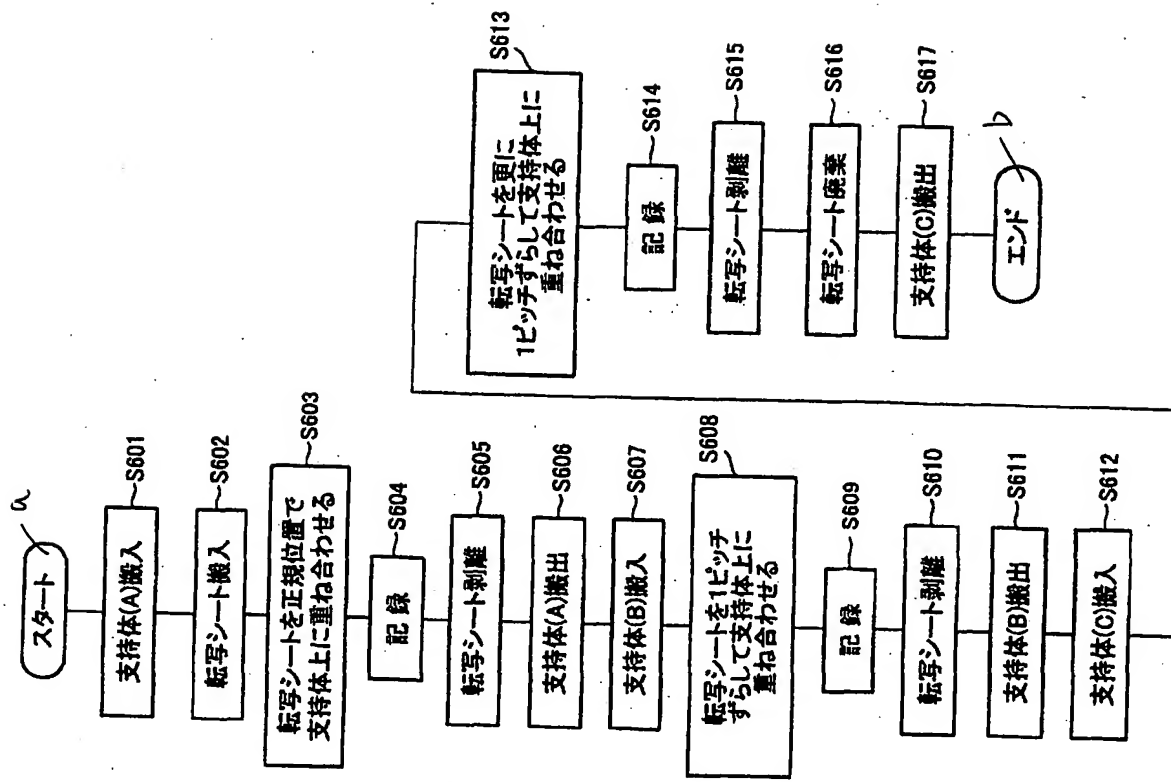 a
スタート
支持体(A)搬入
S601
転写シート搬入
S602
転写シートを正規位置で
支持体上に重ね合わせる
S603
記録
S604
転写シート剥離
S605
支持体(A)搬出
S606
支持体(B)搬入
S607
転写シートを1ピッチ
ずらして支持体上に
重ね合わせる
S608
記録
S609
転写シート剥離
S610
支持体(B)搬出
S611
支持体(C)搬入
S612
転写シートを更に
1ピッチずらして支持体上に
重ね合わせる
S613
記録
S614
転写シート剥離
S615
転写シート廃棄
S616
支持体(C)搬出
S617
エンド
b